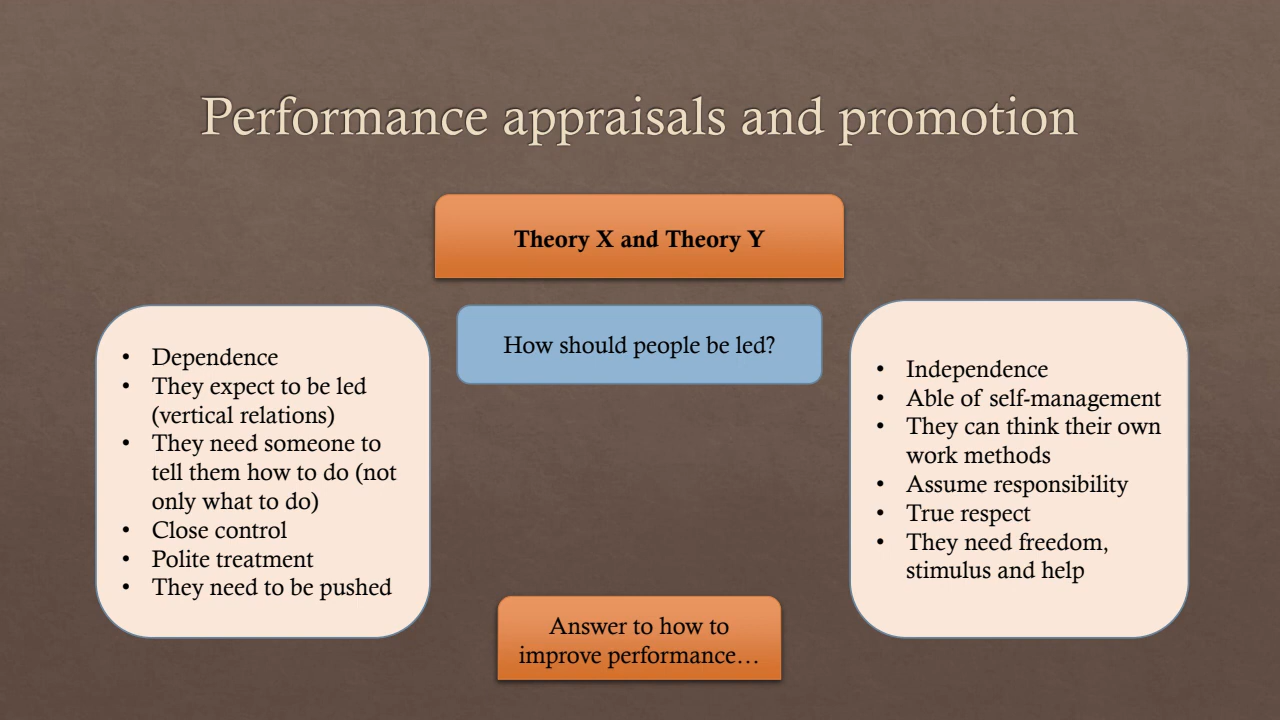 Performance appraisals and promotion
Theory X and Theory Y
How should people be led?
• Dependence
• They expect to be led
(vertical relations)
• They need someone to
tell them how to do (not
only what to do)
• Close control
• Polite treatment
• They need to be pushed
• Independence
• Able of self-management
• They can think their own
work methods
• Assume responsibility
• True respect
• They need freedom,
stimulus and help
Answer to how to
improve performance…